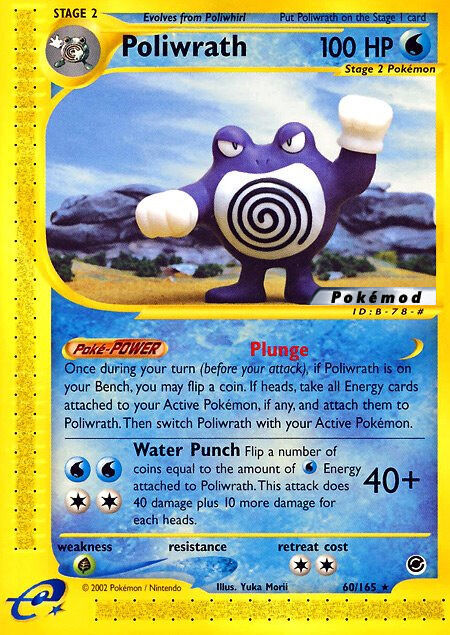 STAGE 2 Evolves from Poliwhirl Put Poliwrath on the Stage 1 card
Poliwrath 100 HP
Stage 2 Pokémon
Pokémod
ID:B-78-#
Poké-POWER Plunge
Once during your turn (before your attack), if Poliwrath is on
your Bench, you may flip a coin. If heads, take all Energy cards
attached to your Active Pokémon, if any, and attach them to
Poliwrath. Then switch Poliwrath with your Active Pokémon.
Water Punch Flip a number
of coins equal to the amount of Energy
attached to Poliwrath. This attack does
40 damage plus 10 more damage for
each heads.
40+
weakness resistance retreat cost
© 2002 Pokémon / Nintendo Illus. Yuka Morii 60/165 ★
e